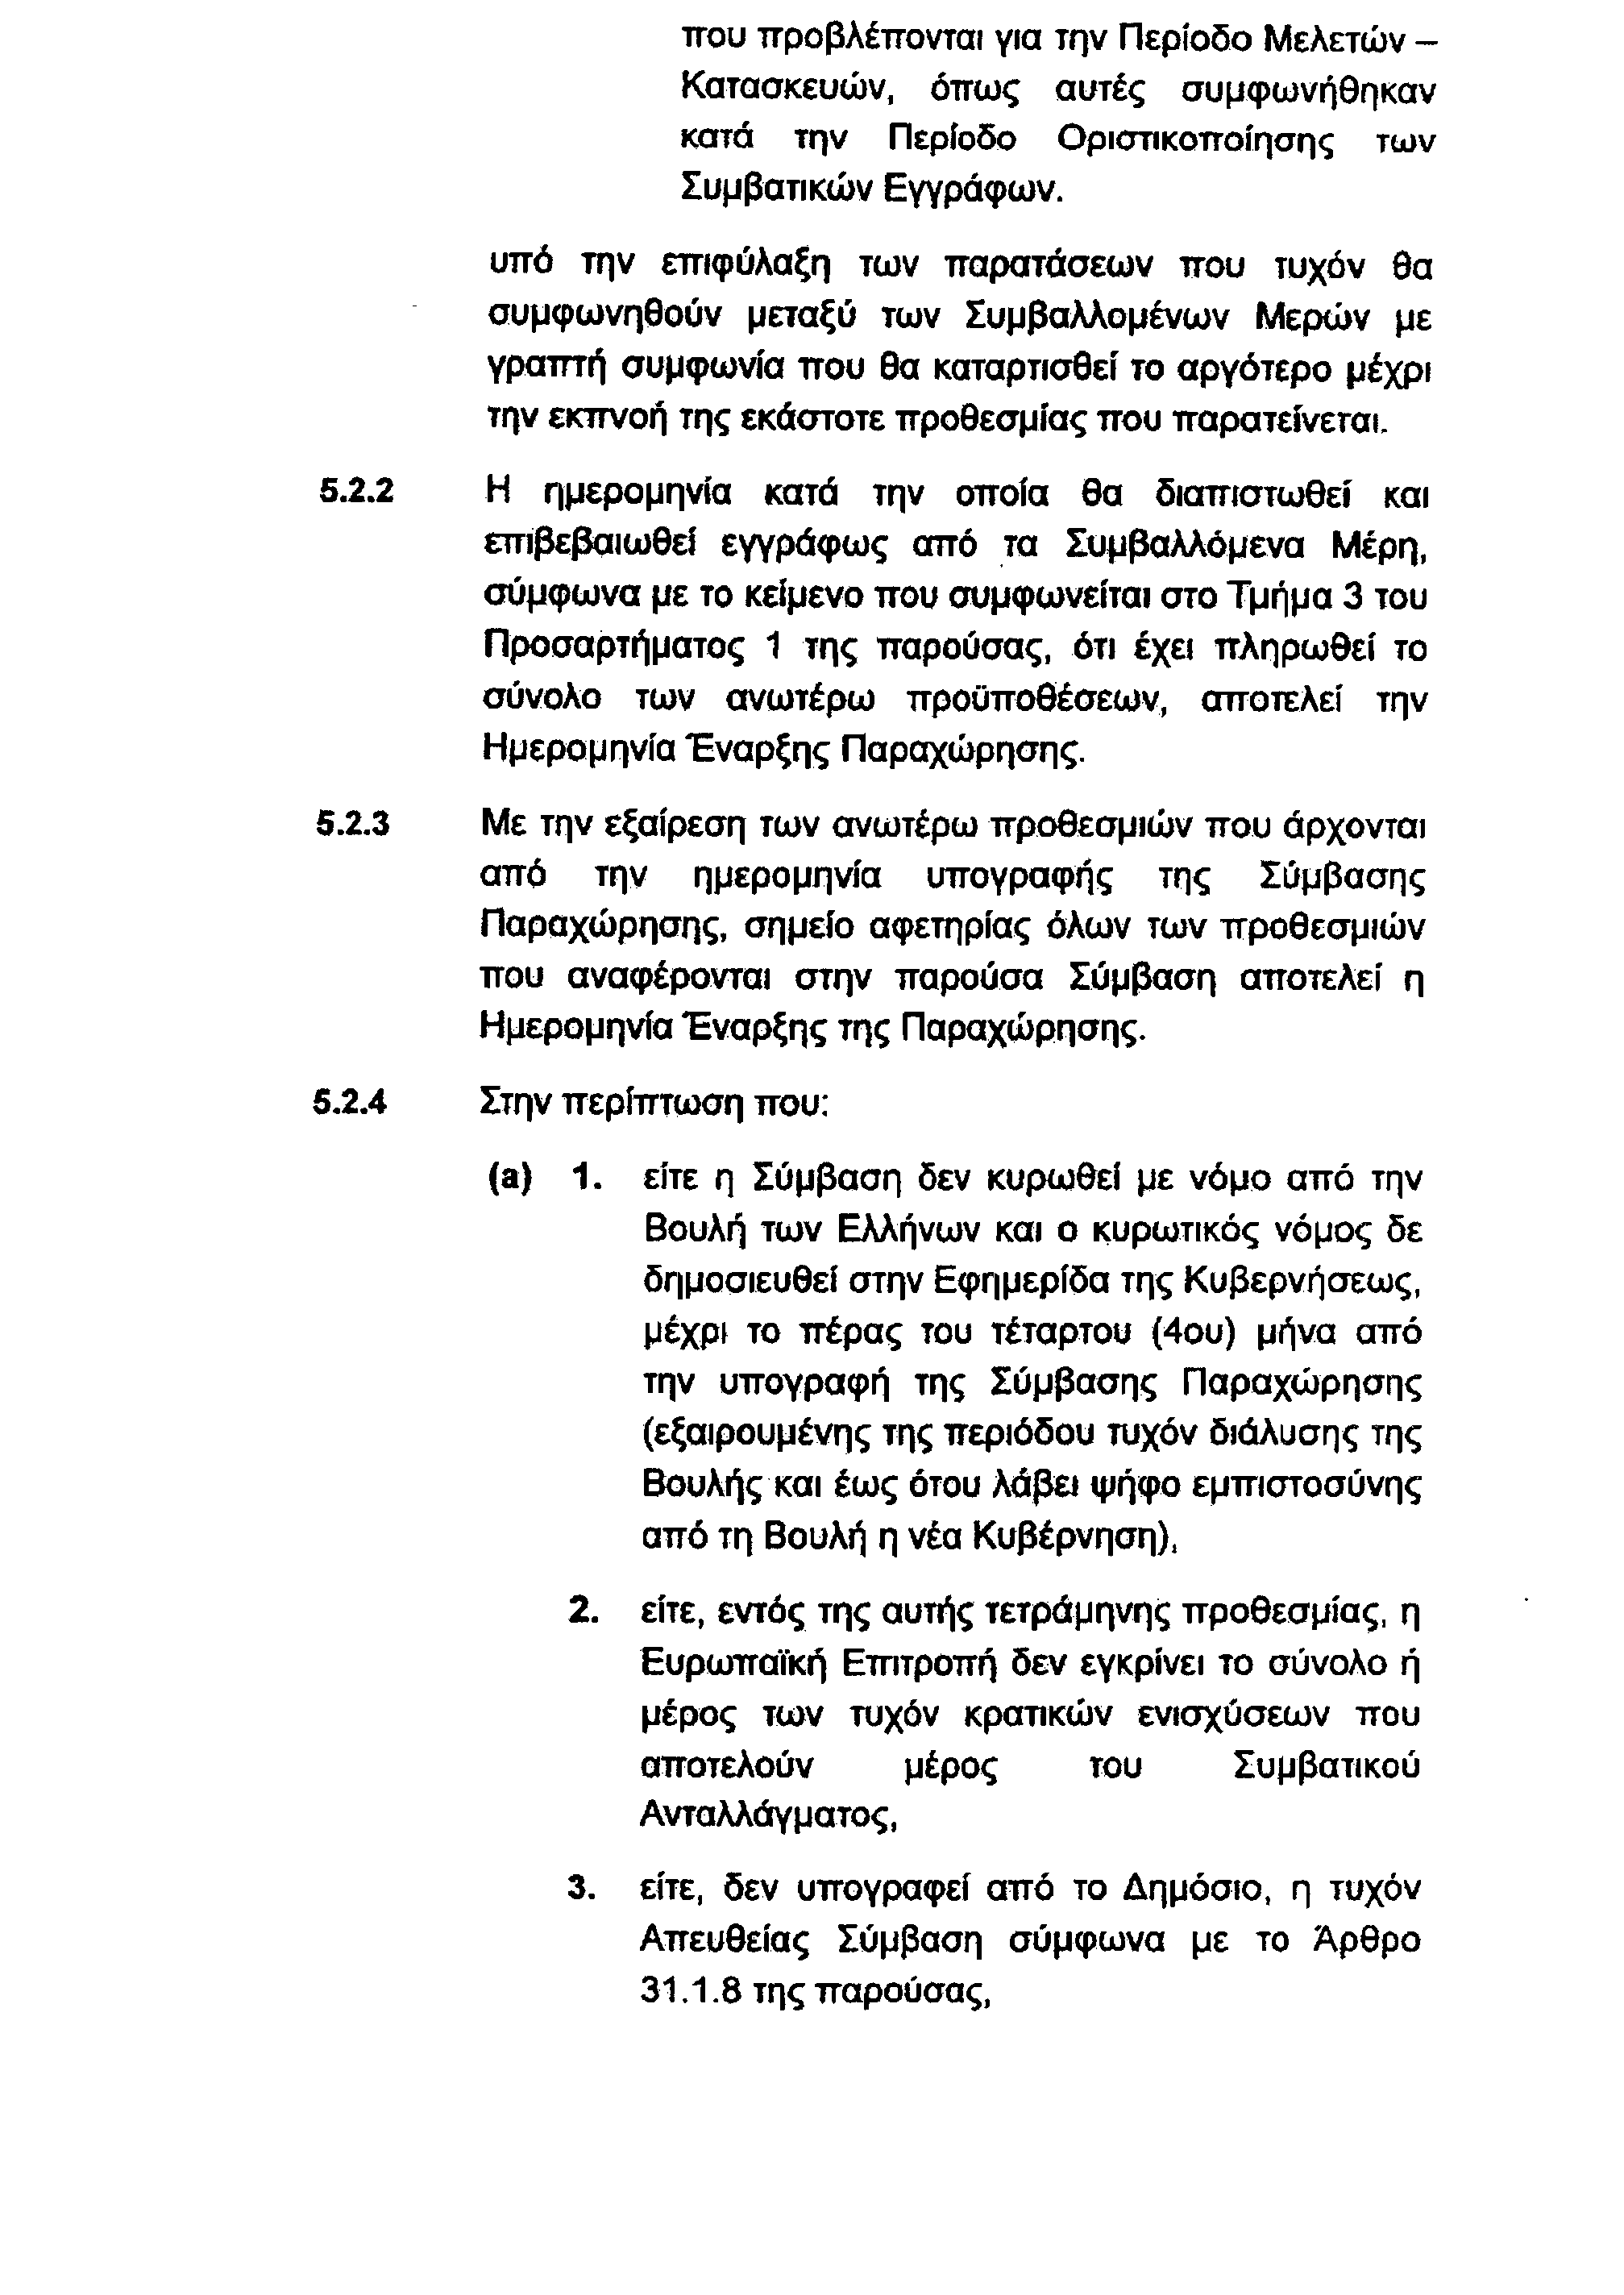 που προβλέπονται για την Περίοδο Μελετών –
Κατασκευών, όπως αυτές συμφωνήθηκαν
κατά την Περίοδο Οριστικοποίησης των
Συμβατικών Εγγράφων.
υπό την επιφύλαξη των παρατάσεων που τυχόν θα
συμφωνηθούν μεταξύ των Συμβαλλομένων Μερών με
γραπτή συμφωνία που θα καταρτισθεί το αργότερο μέχρι
την εκπνοή της εκάστοτε προθεσμίας που παρατείνεται.
5.2.2 Η ημερομηνία κατά την οποία θα διαπιστωθεί και
επιβεβαιωθεί εγγράφως από τα Συμβαλλόμενα Μέρη,
σύμφωνα με το κείμενο που συμφωνείται στο Τμήμα 3 του
Προσαρτήματος 1 της παρούσας, ότι έχει πληρωθεί το
σύνολο των ανωτέρω προϋποθέσεων, αποτελεί την
Ημερομηνία Έναρξης Παραχώρησης.
5.2.3 Με την εξαίρεση των ανωτέρω προθεσμιών που άρχονται
από την ημερομηνία υπογραφής της Σύμβασης
Παραχώρησης, σημείο αφετηρίας όλων των προθεσμιών
που αναφέρονται στην παρούσα Σύμβαση αποτελεί η
Ημερομηνία Έναρξης της Παραχώρησης.
5.2.4 Στην περίπτωση που:
(a) 1. είτε η Σύμβαση δεν κυρωθεί με νόμο από την
Βουλή των Ελλήνων και ο κυρωτικός νόμος δε
δημοσιευθεί στην Εφημερίδα της Κυβερνήσεως,
μέχρι το πέρας του τέταρτου (4ου) μήνα από
την υπογραφή της Σύμβασης Παραχώρησης
(εξαιρουμένης της περιόδου τυχόν διάλυσης της
Βουλής και έως ότου λάβει ψήφο εμπιστοσύνης
από τη Βουλή η νέα Κυβέρνηση),
2. είτε, εντός της αυτής τετράμηνης προθεσμίας, η
Ευρωπαϊκή Επιτροπή δεν εγκρίνει το σύνολο ή
μέρος των τυχόν κρατικών ενισχύσεων που
αποτελούν μέρος του Συμβατικού
Ανταλλάγματος,
3. είτε, δεν υπογραφεί από το Δημόσιο, η τυχόν
Απευθείας Σύμβαση σύμφωνα με το Άρθρο
31.1.8 της παρούσας,